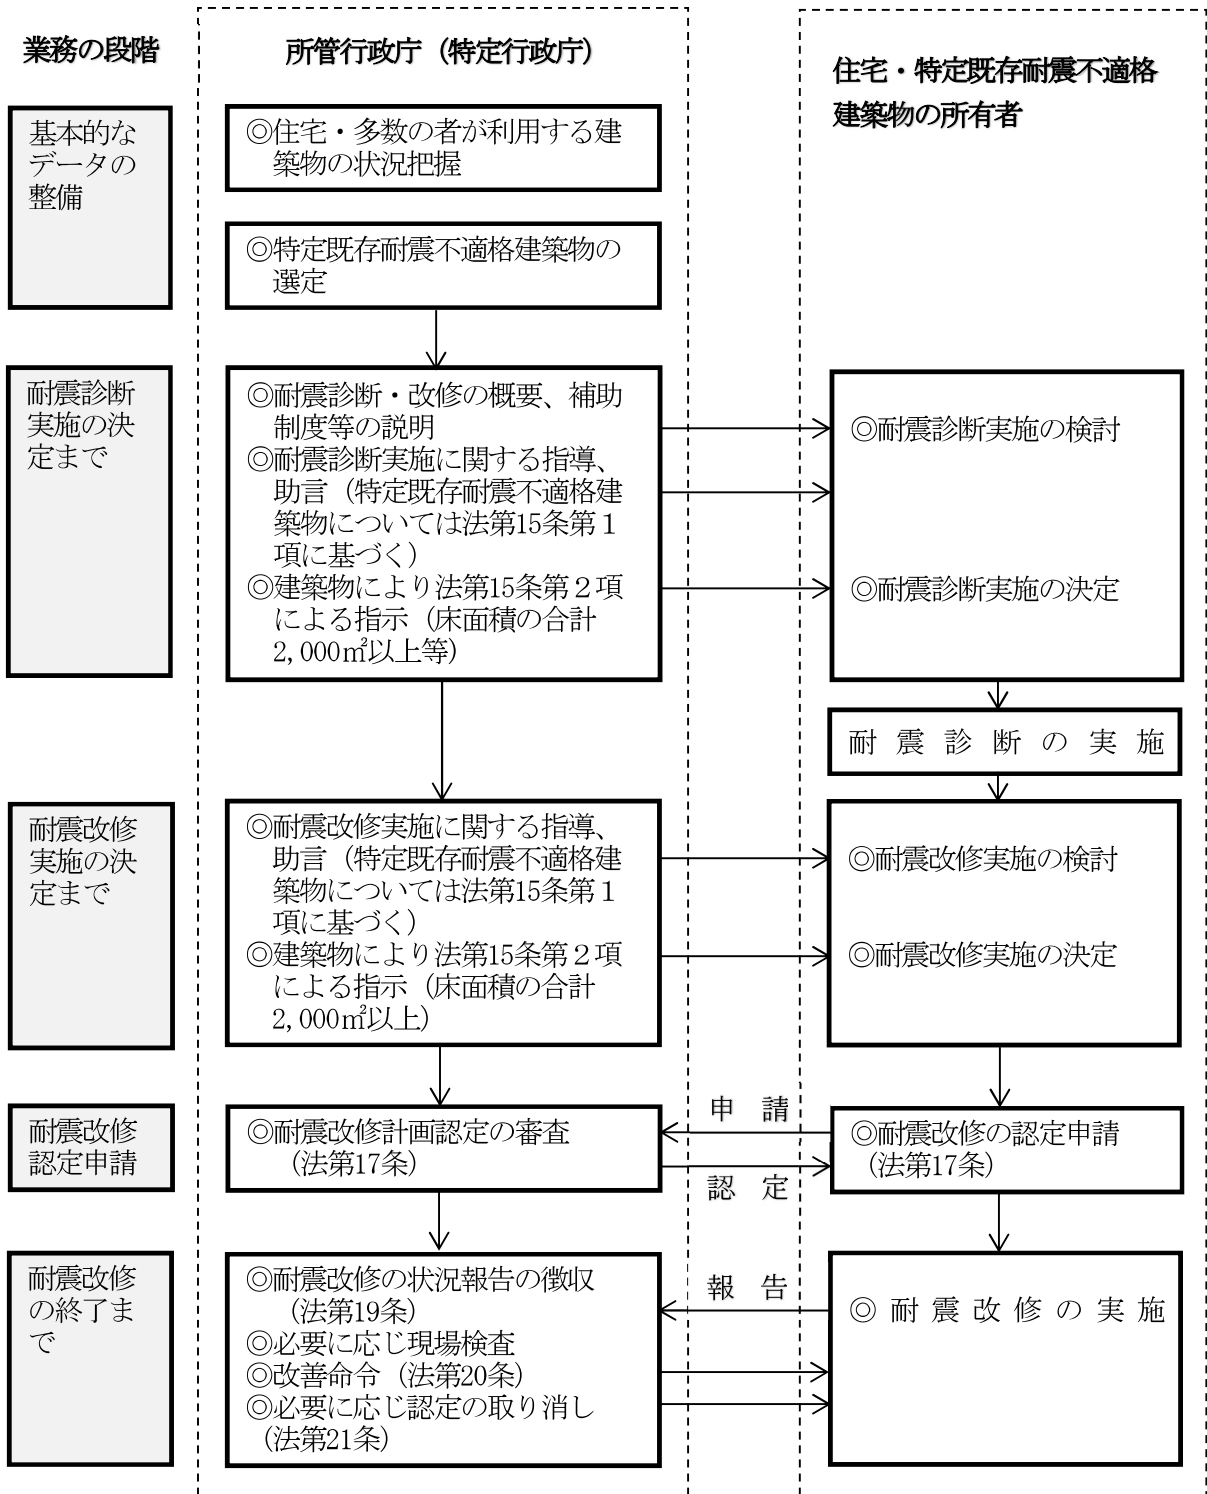 業務の段階
所管行政庁（特定行政庁）
住宅・特定既存耐震不適格
建築物の所有者
基本的な
データの
整備
◎住宅・多数の者が利用する建
築物の状況把握
◎特定既存耐震不適格建築物の
選定
耐震診断
実施の決
定まで
◎耐震診断・改修の概要、補助
制度等の説明
◎耐震診断実施に関する指導、
助言（特定既存耐震不適格建
築物については法第15条第１
項に基づく）
◎建築物により法第15条第２項
による指示（床面積の合計
2,000㎡以上等）
◎耐震診断実施の検討
◎耐震診断実施の決定
耐震診断の実施
耐震改修
実施の決
定まで
◎耐震改修実施に関する指導、
助言（特定既存耐震不適格建
築物については法第15条第１
項に基づく）
◎建築物により法第15条第２項
による指示（床面積の合計
2,000㎡以上）
◎耐震改修実施の検討
◎耐震改修実施の決定
耐震改修
認定申請
◎耐震改修計画認定の審査
（法第17条）
申　請
認　定
◎耐震改修の認定申請
（法第17条）
耐震改修
の終了ま
で
◎耐震改修の状況報告の徴収
（法第19条）
◎必要に応じ現場検査
◎改善命令（法第20条）
◎必要に応じ認定の取り消し
（法第21条）
報　告
◎耐震改修の実施